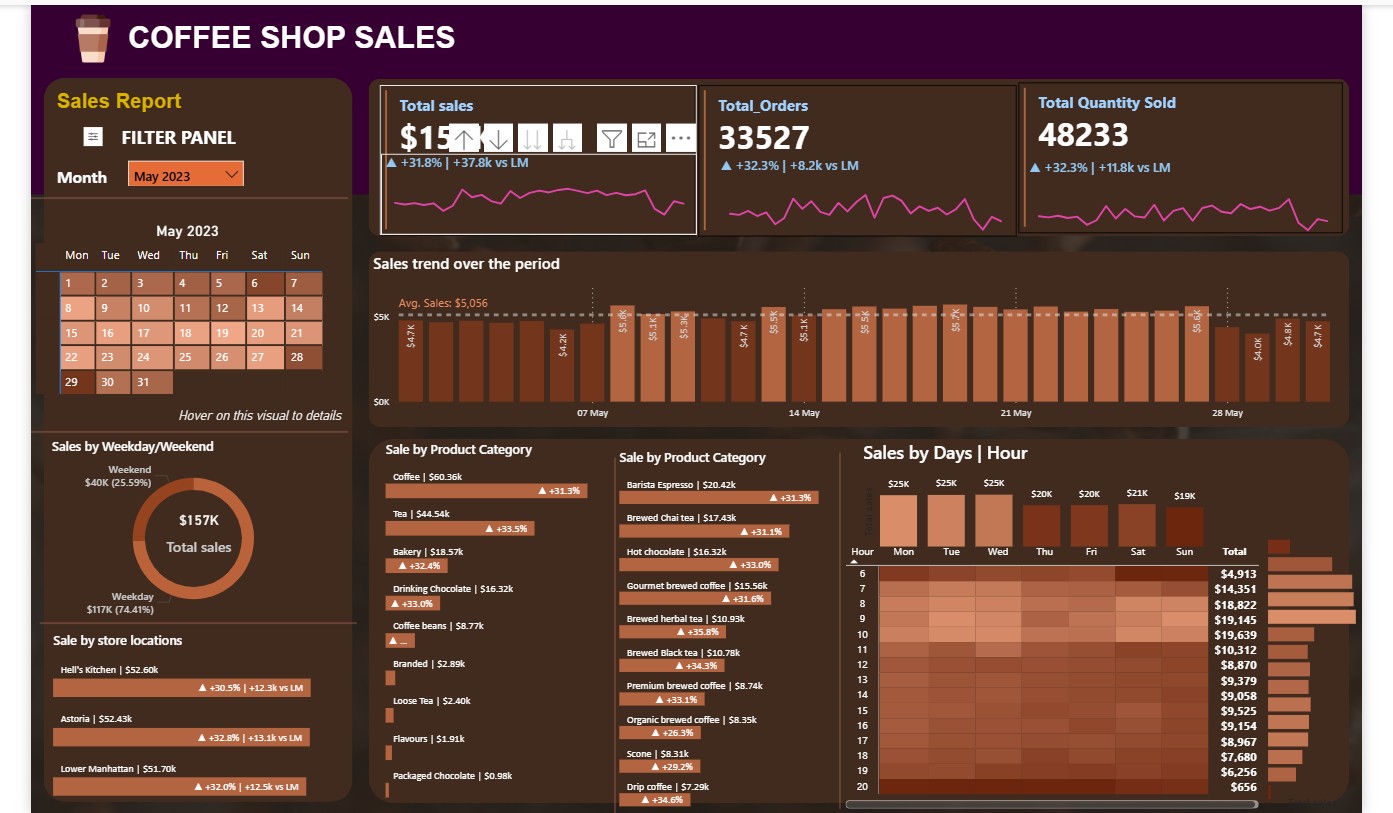 COFFEE SHOP SALES
Sales Report
FILTER PANEL
Month
May 2023
May 2023
Mon Tue Wed Thu Fri Sat Sun
1 2 3 4 5 6 7
8 9 10 11 12 13 14
15 16 17 18 19 20 21
22 23 24 25 26 27 28
29 30 31
Hover on this visual to details
Sales by Weekday/Weekend
Weekend
$40K (25.59%)
$157K
Total sales
Weekday
$117K (74.41%)
Sale by store locations
Hell's Kitchen | $52.60k
▲ +30.5% | +12.3k vs LM
Astoria | $52.43k
▲ +32.8% | +13.1k vs LM
Lower Manhattan | $51.70k
▲ +32.0% | +12.5k vs LM
Total sales
$15
▲ +31.8% | +37.8k vs LM
Total_Orders
33527
▲ +32.3% | +8.2k vs LM
Total Quantity Sold
48233
▲ +32.3% | +11.8k vs LM
Sales trend over the period
Avg. Sales: $5,056
$5K
$0K
$4.7K $4.2K $5.6K $5.1K $5.3K $4.7K $5.5K $5.1K $5.5K $5.7K $5.6K $4.0K $4.8K $4.7K
07 May 14 May 21 May 28 May
Sale by Product Category
Coffee | $60.36k
▲ +31.3%
Tea | $44.54k
▲ +33.5%
Bakery | $18.57k
▲ +32.4%
Drinking Chocolate | $16.32k
▲ +33.0%
Coffee beans | $8.77k
▲ ...
Branded | $2.89k
Loose Tea | $2.40k
Flavours | $1.91k
Packaged Chocolate | $0.98k
Sale by Product Category
Barista Espresso | $20.42k
▲ +31.3%
Brewed Chai tea | $17.43k
▲ +31.1%
Hot chocolate | $16.32k
▲ +33.0%
Gourmet brewed coffee | $15.56k
▲ +31.6%
Brewed herbal tea | $10.93k
▲ +35.8%
Brewed Black tea | $10.78k
▲ +34.3%
Premium brewed coffee | $8.74k
▲ +33.1%
Organic brewed coffee | $8.35k
▲ +26.3%
Scone | $8.31k
▲ +29.2%
Drip coffee | $7.29k
▲ +34.6%
Sales by Days | Hour
$25K $25K $25K $20K $20K $21K $19K
Hour Mon Tue Wed Thu Fri Sat Sun Total
6 $4,913
7 $14,351
8 $18,822
9 $19,145
10 $19,639
11 $10,312
12 $8,870
13 $9,379
14 $9,058
15 $9,525
16 $9,154
17 $8,967
18 $7,680
19 $6,256
20 $656